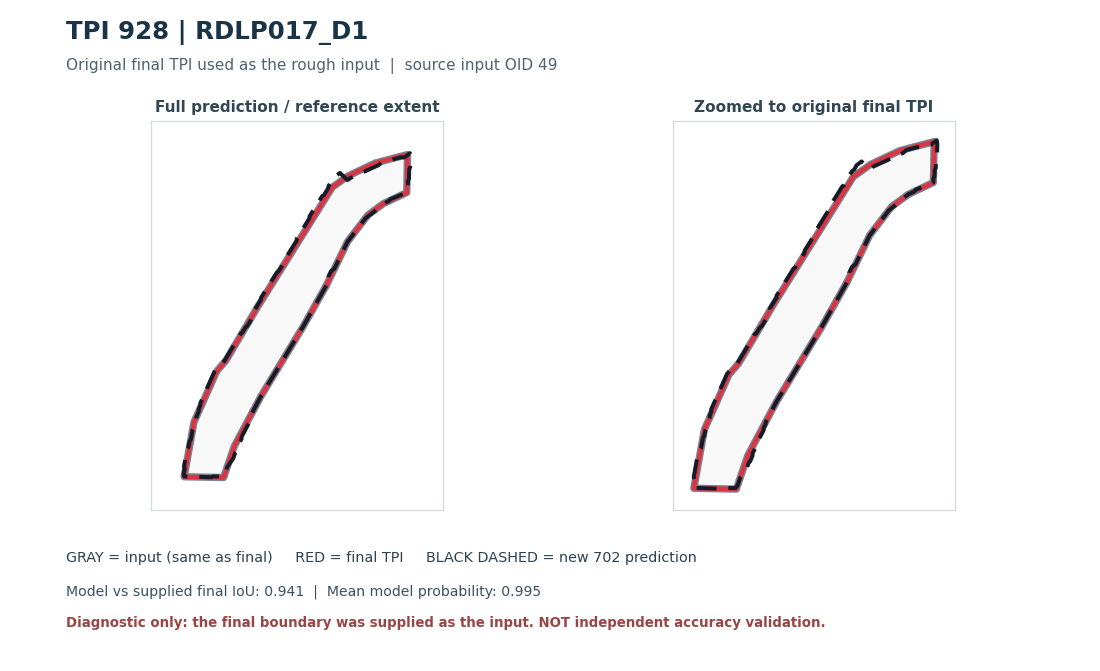 TPI 928 | RDLP017_D1
Original final TPI used as the rough input | source input OID 49
Full prediction / reference extent
Zoomed to original final TPI
GRAY = input (same as final) RED = final TPI BLACK DASHED = new 702 prediction
Model vs supplied final IoU: 0.941 | Mean model probability: 0.995
Diagnostic only: the final boundary was supplied as the input. NOT independent accuracy validation.